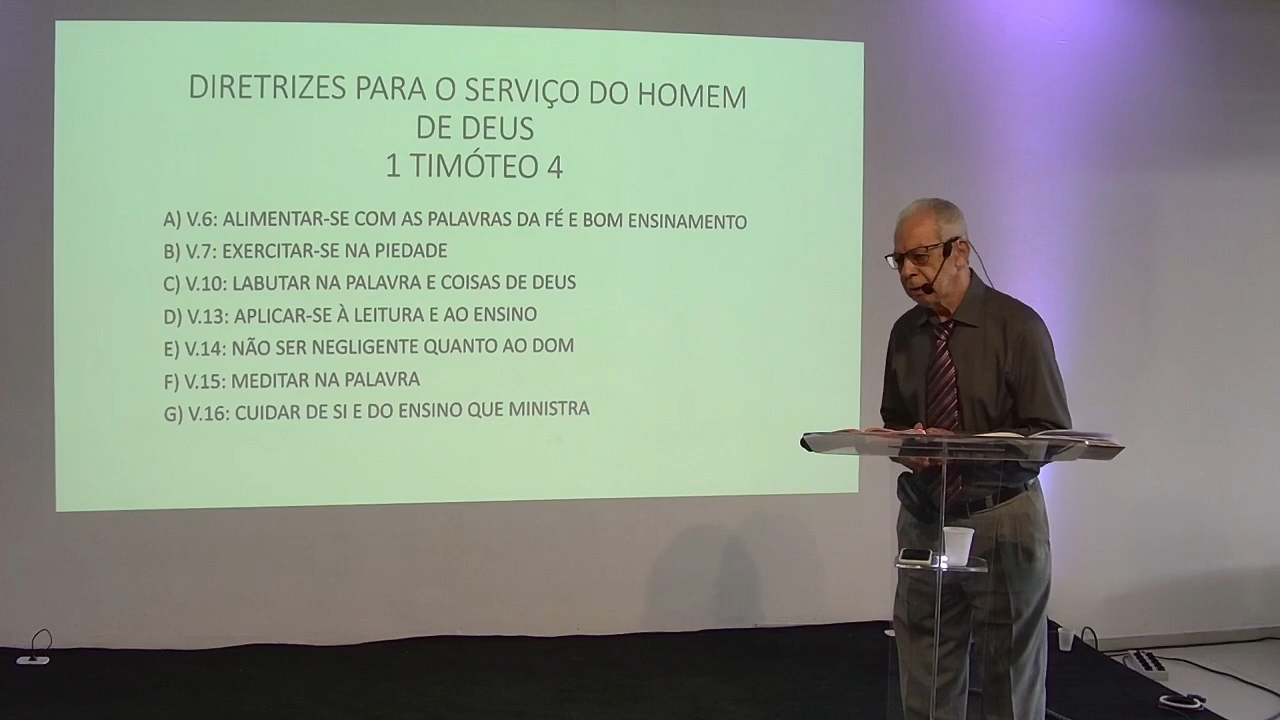 DIRETRIZES PARA O SERVIÇO DO HOMEM
DE DEUS
1 TIMÓTEO 4
A) V.6: ALIMENTAR-SE COM AS PALAVRAS DA FÉ E BOM ENSINAMENTO
B) V.7: EXERCITAR-SE NA PIEDADE
C) V.10: LABUTAR NA PALAVRA E COISAS DE DEUS
D) V.13: APLICAR-SE À LEITURA E AO ENSINO
E) V.14: NÃO SER NEGLIGENTE QUANTO AO DOM
F) V.15: MEDITAR NA PALAVRA
G) V.16: CUIDAR DE SI E DO ENSINO QUE MINISTRA